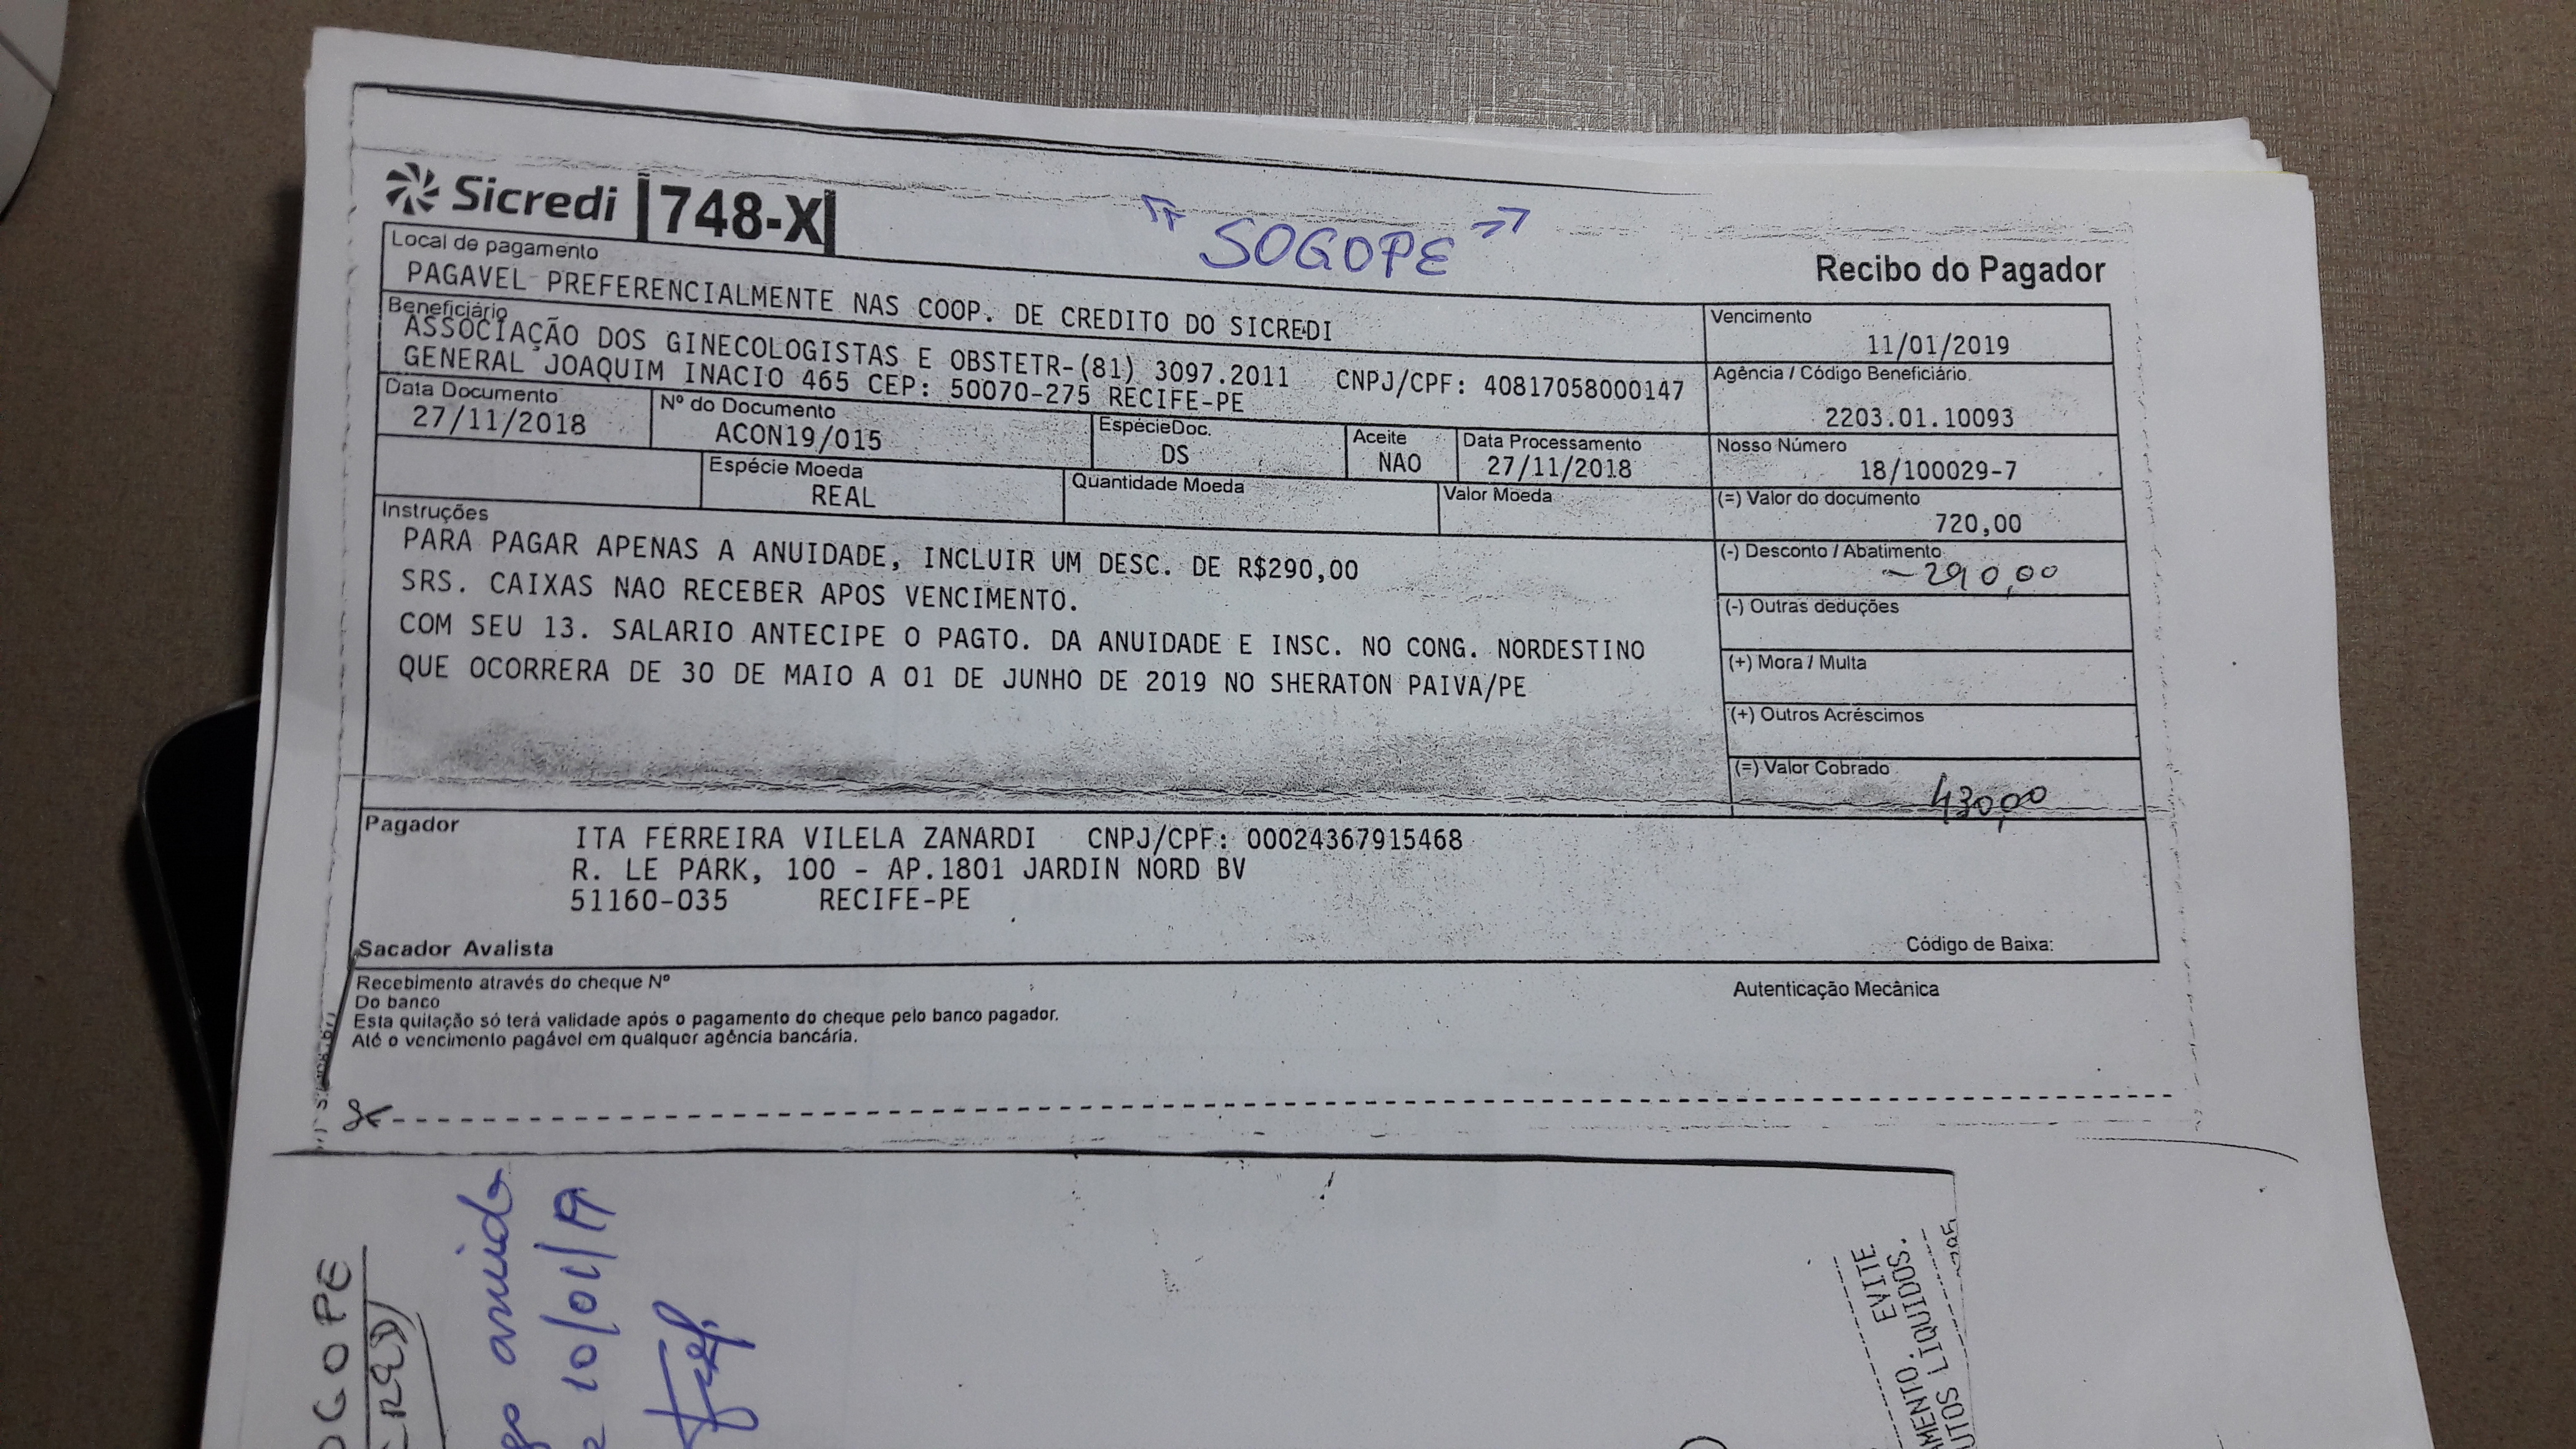 Sicredi |748-X|
"SOGOPE"
Recibo do Pagador
Local de pagamento
PAGAVEL PREFERENCIALMENTE NAS COOP. DE CREDITO DO SICREDI
Vencimento
11/01/2019
Beneficiário
ASSOCIAÇÃO DOS GINECOLOGISTAS E OBSTETR-(81) 3097.2011 CNPJ/CPF: 40817058000147
GENERAL JOAQUIM INACIO 465 CEP: 50070-275 RECIFE-PE
Agência / Código Beneficiário
2203.01.10093
Data Documento
27/11/2018
Nº do Documento
ACON19/015
EspécieDoc.
DS
Aceite
NAO
Data Processamento
27/11/2018
Nosso Número
18/100029-7
Espécie Moeda
REAL
Quantidade Moeda
Valor Moeda
(=) Valor do documento
720,00
Instruções
PARA PAGAR APENAS A ANUIDADE, INCLUIR UM DESC. DE R$290,00
SRS. CAIXAS NAO RECEBER APOS VENCIMENTO.
COM SEU 13. SALARIO ANTECIPE O PAGTO. DA ANUIDADE E INSC. NO CONG. NORDESTINO
QUE OCORRERA DE 30 DE MAIO A 01 DE JUNHO DE 2019 NO SHERATON PAIVA/PE
(-) Desconto / Abatimento
- 290,00
(-) Outras deduções
(+) Mora / Multa
(+) Outros Acréscimos
(=) Valor Cobrado
430,00
Pagador
ITA FERREIRA VILELA ZANARDI CNPJ/CPF: 00024367915468
R. LE PARK, 100 - AP.1801 JARDIN NORD BV
51160-035 RECIFE-PE
Sacador Avalista
Código de Baixa:
Recebimento através do cheque Nº
Do banco
Esta quitação só terá validade após o pagamento do cheque pelo banco pagador.
Até o vencimento pagável em qualquer agência bancária.
Autenticação Mecânica
OGOPE
10/01/19
EVITE
MENTO.
UTOS LIQUIDOS.